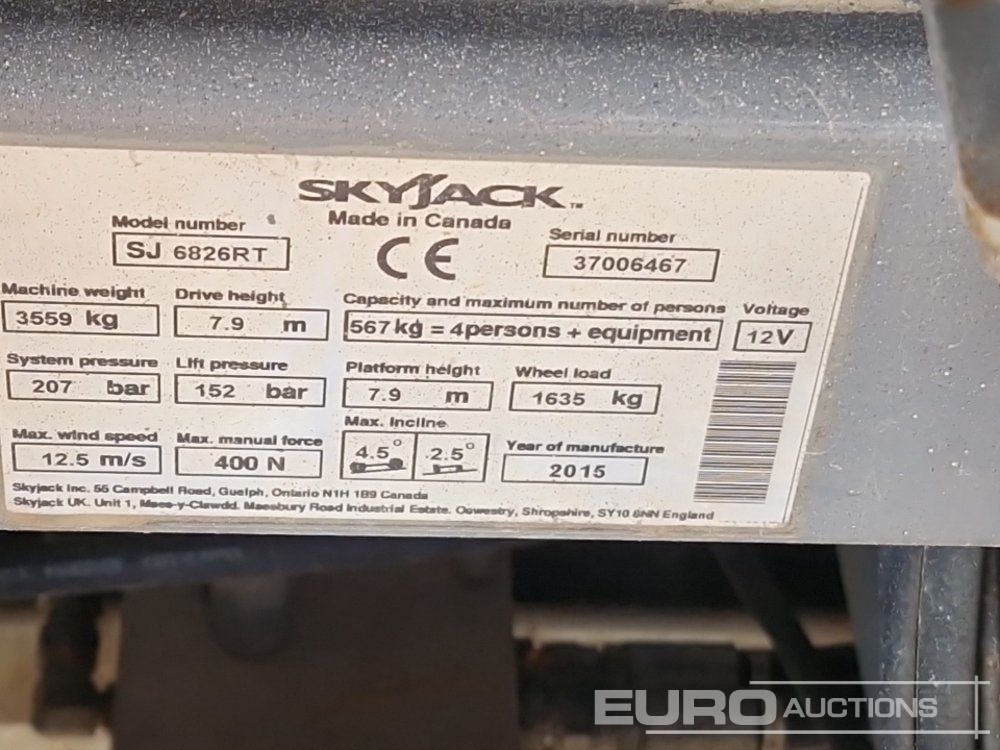 SKYJACK™
Made in Canada
Model number
SJ 6826RT
CE
Serial number
37006467
Machine weight
3559 kg
Drive height
7.9 m
Capacity and maximum number of persons
567 kg = 4 persons + equipment
Voltage
12V
System pressure
207 bar
Lift pressure
152 bar
Platform height
7.9 m
Wheel load
1635 kg
Max. wind speed
12.5 m/s
Max. manual force
400 N
Max. incline
4.5° 2.5°
Year of manufacture
2015
Skyjack Inc. 55 Campbell Road, Guelph, Ontario N1H 1B9 Canada
Skyjack UK. Unit 1, Maes-y-Clawdd. Maesbury Road Industrial Estate. Oswestry, Shropshire, SY10 8NN England
EURO AUCTIONS